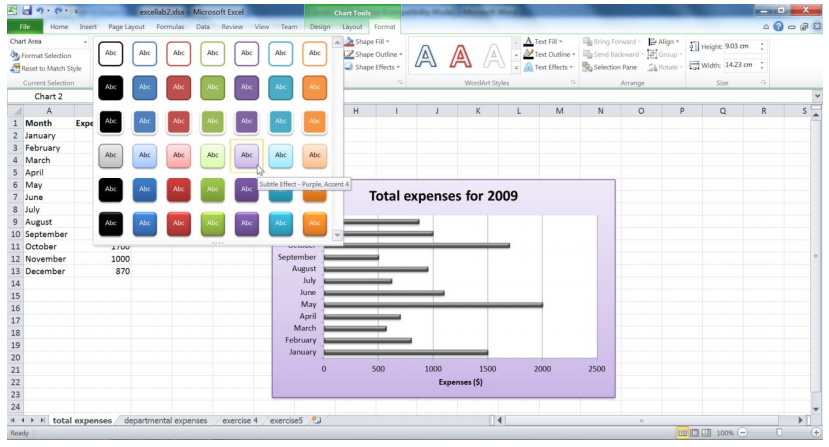 excellab2.xlsx - Microsoft Excel
Chart Tools
File Home Insert Page Layout Formulas Data Review View Team Design Layout Format
Chart Area
Format Selection
Reset to Match Style
Current Selection
Abc Abc Abc Abc Abc Abc Abc
Abc Abc Abc Abc Abc Abc Abc
Abc Abc Abc Abc Abc Abc Abc
Abc Abc Abc Abc Abc Abc Abc
Abc Abc Abc Abc Abc Abc Abc
Abc Abc Abc Abc Abc Abc Abc
Subtle Effect - Purple, Accent 4
Shape Fill
Shape Outline
Shape Effects
A A A
Text Fill
Text Outline
Text Effects
WordArt Styles
Bring Forward
Send Backward
Selection Pane
Align
Group
Rotate
Arrange
Height: 9.03 cm
Width: 14.23 cm
Size
Chart 2
A H I J K L M N O P Q R S
1 Month Expe
2 January
3 February
4 March
5 April
6 May
7 June
8 July
9 August
10 September
11 October 1700
12 November 1000
13 December 870
14
15
16
17
18
19
20
21
22
23
24
Total expenses for 2009
October
September
August
July
June
May
April
March
February
January
0 500 1000 1500 2000 2500
Expenses ($)
total expenses departmental expenses exercise 4 exercise5
Ready
100%